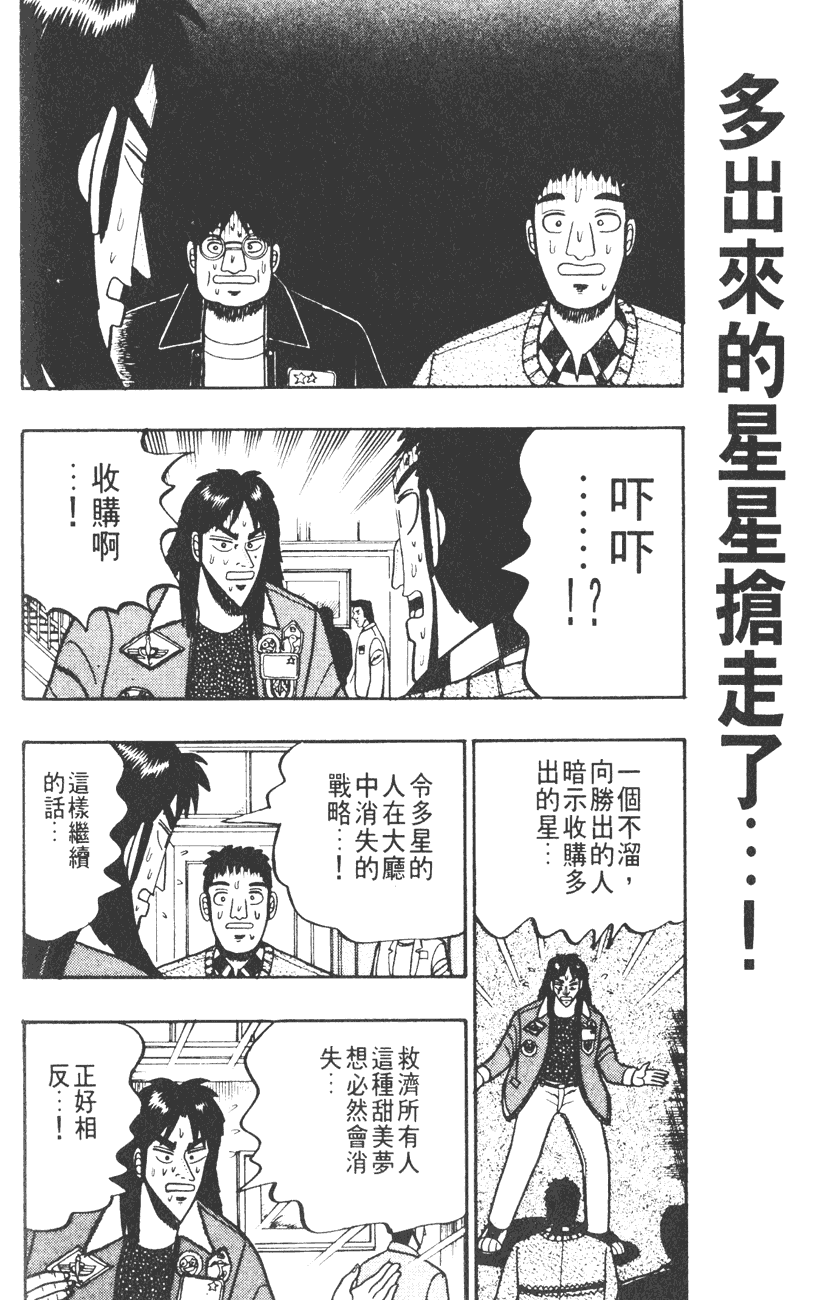 多出來的星星搶走了…！
吓吓
……!?
收購啊
…！
一個不溜，
向勝出的人
暗示收購多
出的星…
令多星的
人在大廳
中消失的
戰略…！
這樣繼續
的話…
救濟所有人
這種甜美夢
想必然會消
失…
正好相
反…！